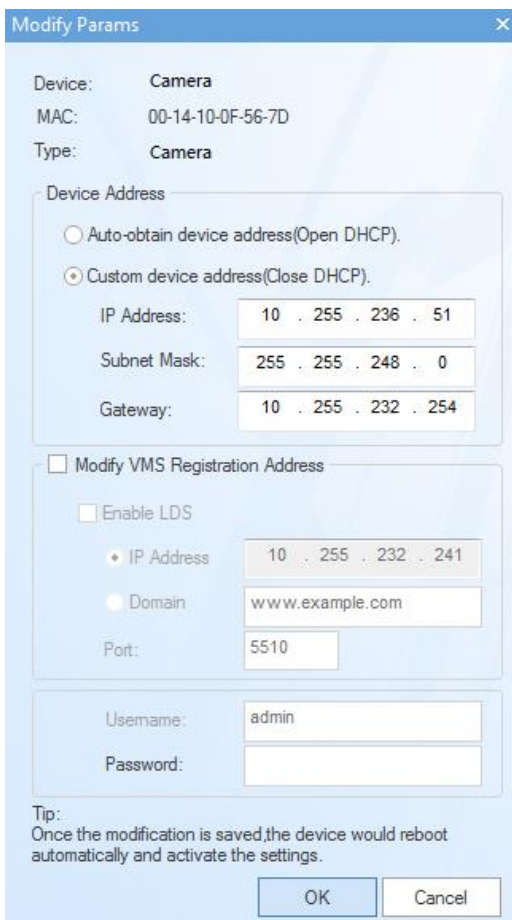 Modify Params ×
Device: Camera
MAC: 00-14-10-0F-56-7D
Type: Camera
Device Address
Auto-obtain device address(Open DHCP).
Custom device address(Close DHCP).
IP Address: 10 . 255 . 236 . 51
Subnet Mask: 255 . 255 . 248 . 0
Gateway: 10 . 255 . 232 . 254
Modify VMS Registration Address
Enable LDS
IP Address 10 . 255 . 232 . 241
Domain www.example.com
Port: 5510
Username: admin
Password:
Tip:
Once the modification is saved,the device would reboot
automatically and activate the settings.
OK Cancel